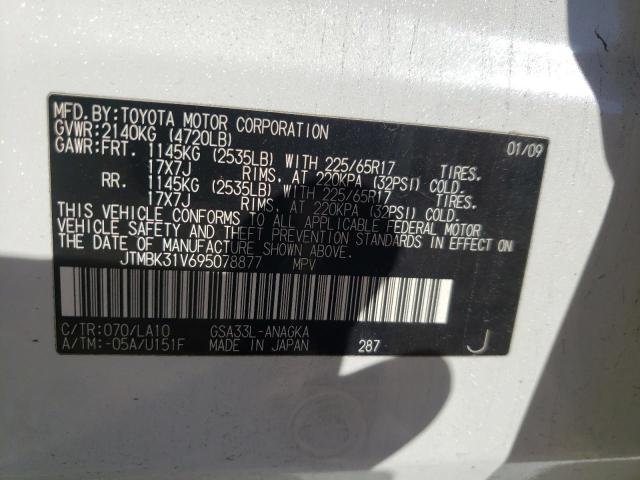 MFD.BY:TOYOTA MOTOR CORPORATION 01/09
GVWR:2140KG (4720LB)
GAWR:FRT. 1145KG (2535LB) WITH 225/65R17 TIRES.
17X7J RIMS, AT 220KPA (32PSI) COLD.
RR. 1145KG (2535LB) WITH 225/65R17 TIRES.
17X7J RIMS, AT 220KPA (32PSI) COLD.
THIS VEHICLE CONFORMS TO ALL APPLICABLE FEDERAL MOTOR
VEHICLE SAFETY AND THEFT PREVENTION STANDARDS IN EFFECT ON
THE DATE OF MANUFACTURE SHOWN ABOVE.
JTMBK31V695078877 MPV
C/TR:070/LA10 GSA33L-ANAGKA
A/TM:-05A/U151F MADE IN JAPAN 287 J